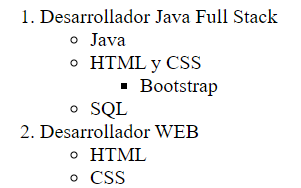 1. Desarrollador Java Full Stack
○ Java
○ HTML y CSS
▪ Bootstrap
○ SQL
2. Desarrollador WEB
○ HTML
○ CSS